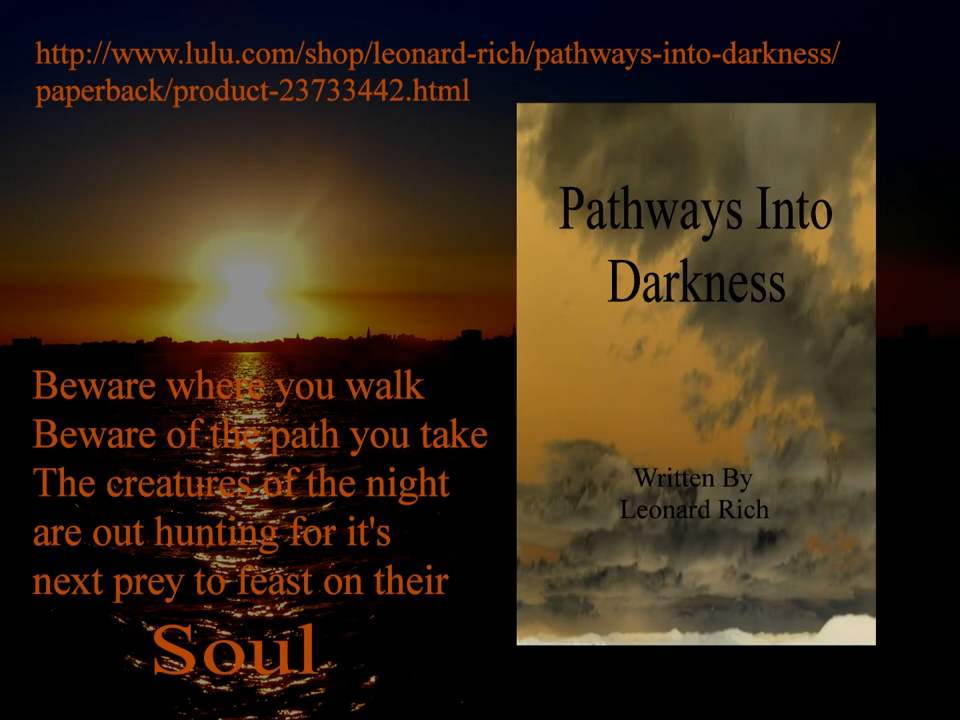 http://www.lulu.com/shop/leonard-rich/pathways-into-darkness/
paperback/product-23733442.html
Pathways Into
Darkness
Written By
Leonard Rich
Beware where you walk
Beware of the path you take
The creatures of the night
are out hunting for it's
next prey to feast on their
Soul